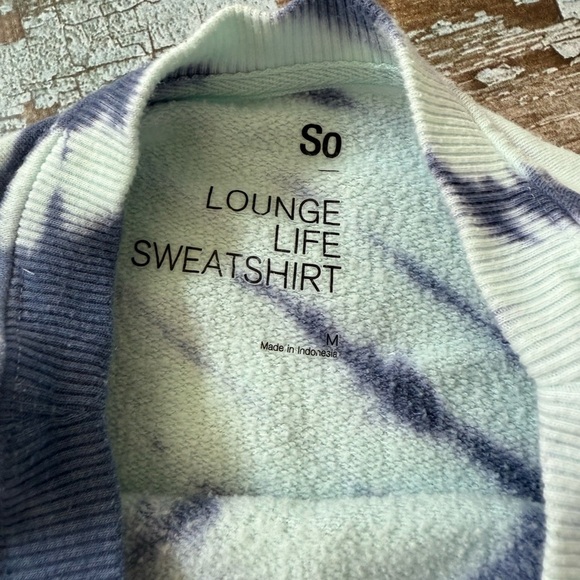 So
LOUNGE
LIFE
SWEATSHIRT
M
Made in Indonesia